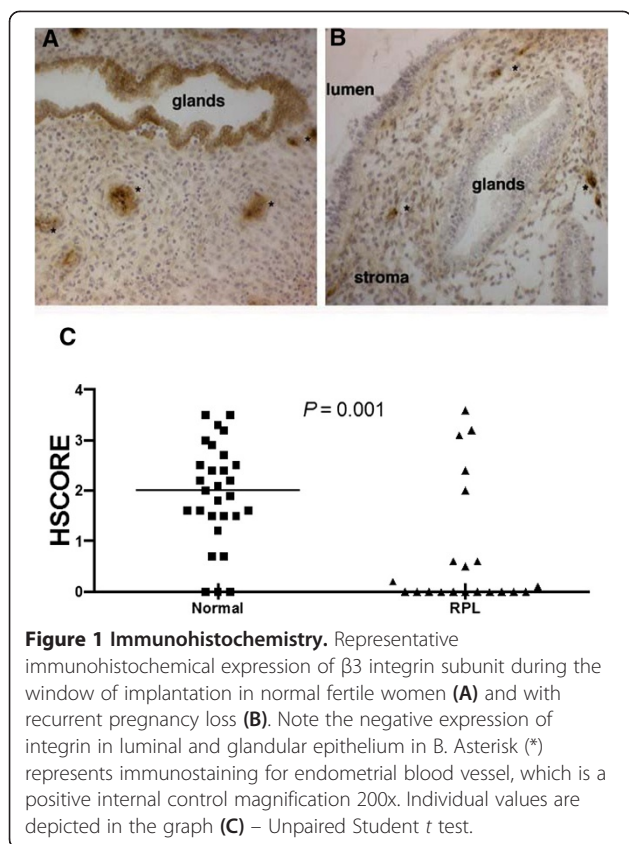 A
B
glands
*
*
*
*
lumen
*
glands
*
*
stroma
C
4
P = 0.001
3
HSCORE
2
1
0
Normal
RPL
Figure 1 Immunohistochemistry. Representative
immunohistochemical expression of β3 integrin subunit during the
window of implantation in normal fertile women (A) and with
recurrent pregnancy loss (B). Note the negative expression of
integrin in luminal and glandular epithelium in B. Asterisk (*)
represents immunostaining for endometrial blood vessel, which is a
positive internal control magnification 200x. Individual values are
depicted in the graph (C) – Unpaired Student t test.